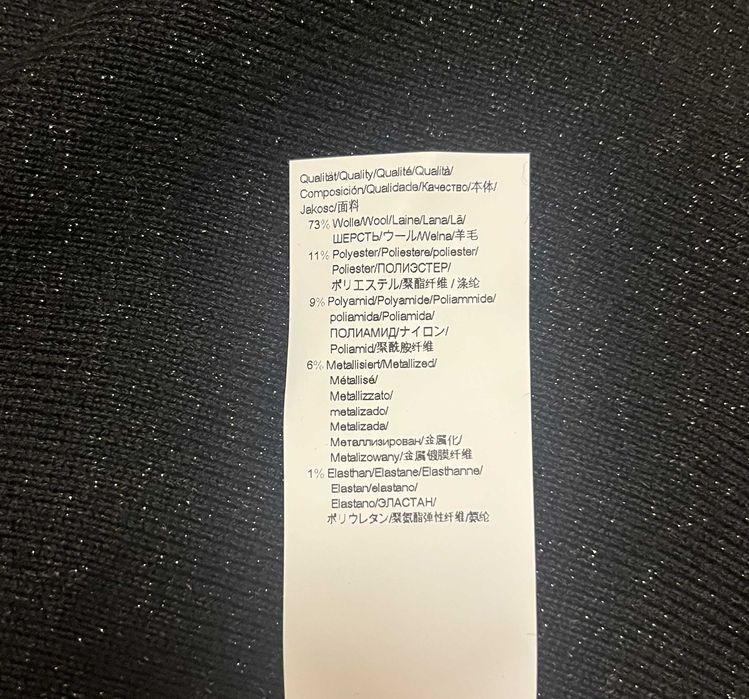 Qualität/Quality/Qualité/Qualità/
Composición/Qualidade/Качество/本体/
Jakosc/面料
73% Wolle/Wool/Laine/Lana/Lã/
ШЕРСТЬ/ウール/Welna/羊毛
11% Polyester/Poliestere/poliester/
Poliester/ПОЛИЭСТЕР/
ポリエステル/聚酯纤维 / 涤纶
9% Polyamid/Polyamide/Poliammide/
poliamida/Poliamida/
ПОЛИАМИД/ナイロン/
Poliamid/聚酰胺纤维
6% Metallisiert/Metallized/
Métallisé/
Metallizzato/
metalizado/
Metalizada/
Металлизирован/金属化/
Metalizowany/金属镀膜纤维
1% Elasthan/Elastane/Elasthanne/
Elastan/elastano/
Elastano/ЭЛАСТАН/
ポリウレタン/聚氨酯弹性纤维/氨纶